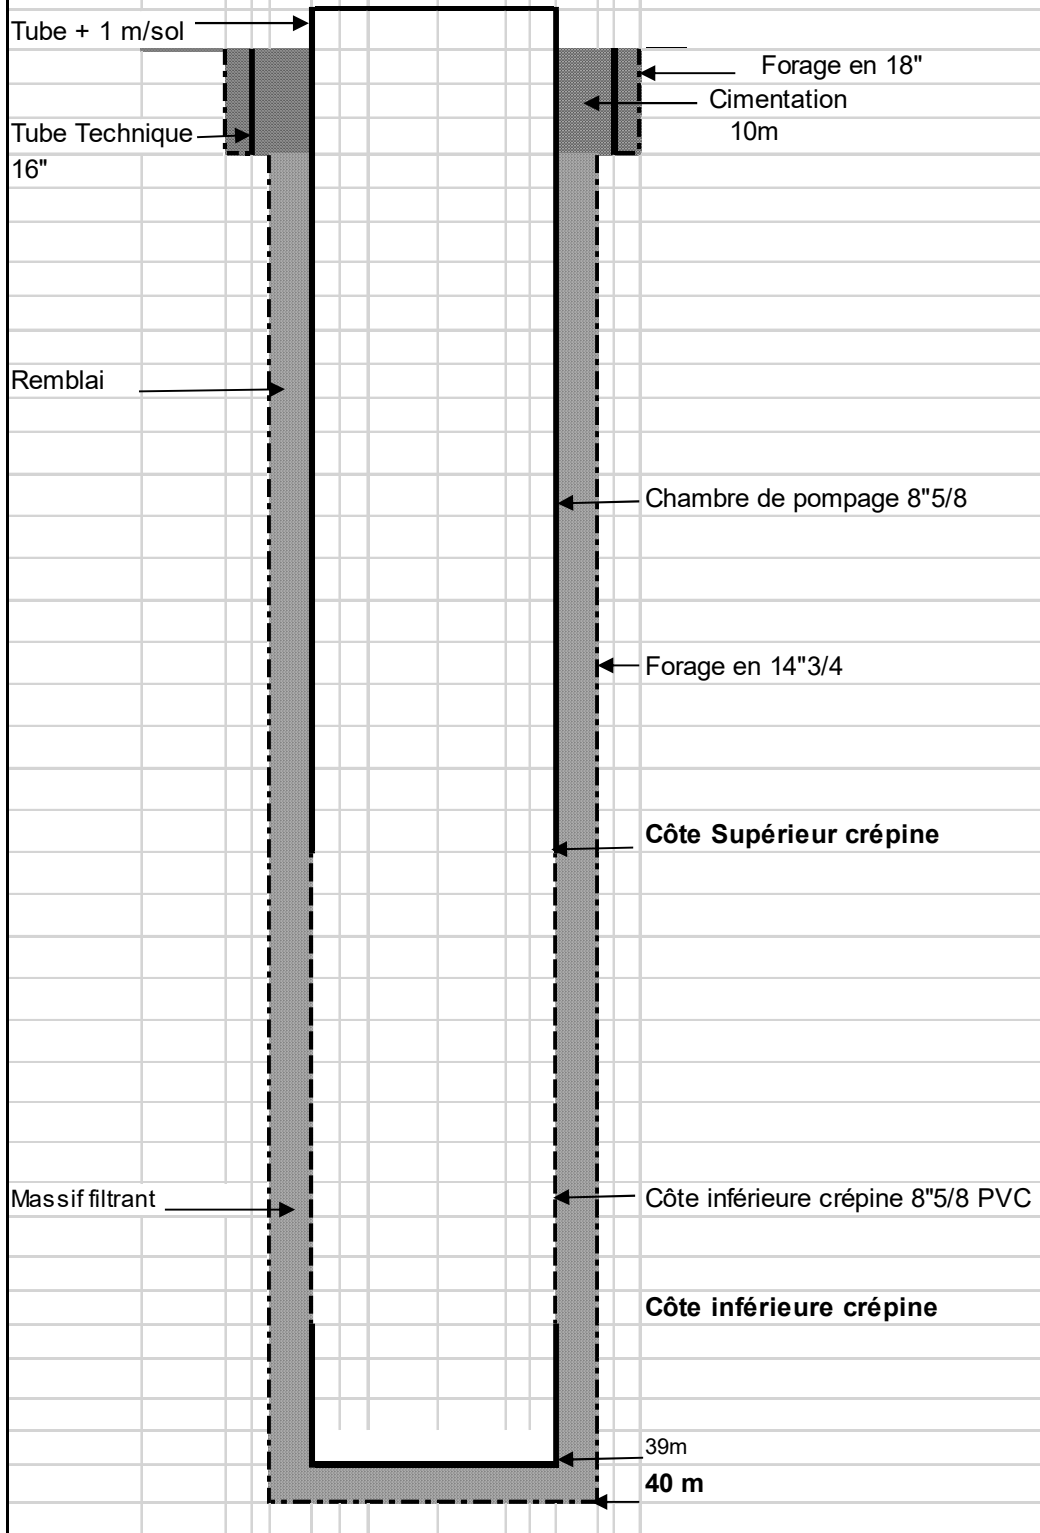 Tube + 1 m/sol
Forage en 18"
Cimentation
10m
Tube Technique
16"
Remblai
Chambre de pompage 8"5/8
Forage en 14"3/4
Côte Supérieur crépine
Massif filtrant
Côte inférieure crépine 8"5/8 PVC
Côte inférieure crépine
39m
40 m